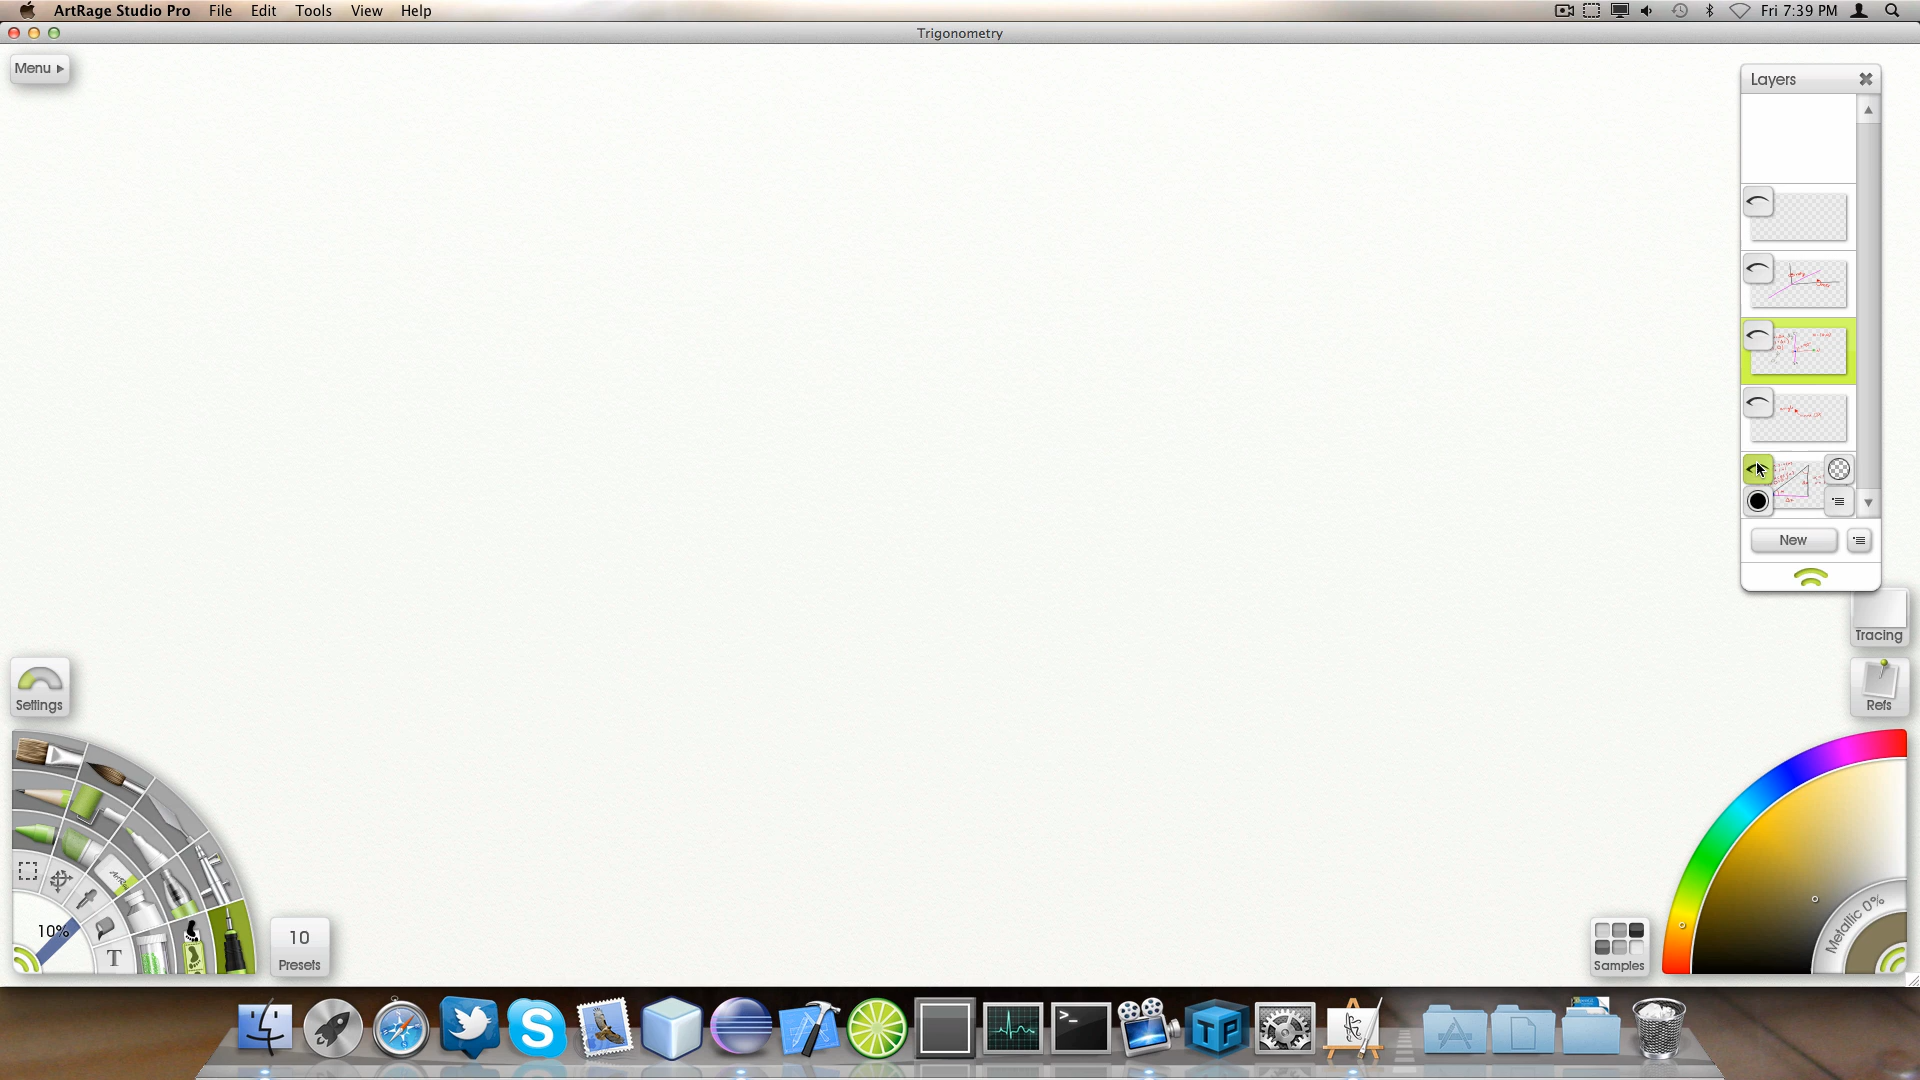 ArtRage Studio Pro File Edit Tools View Help Fri 7:39 PM
Trigonometry
Menu
Layers
New
Tracing
Settings
Refs
10%
T
10
Presets
Samples
Metallic 0%
>_
TP